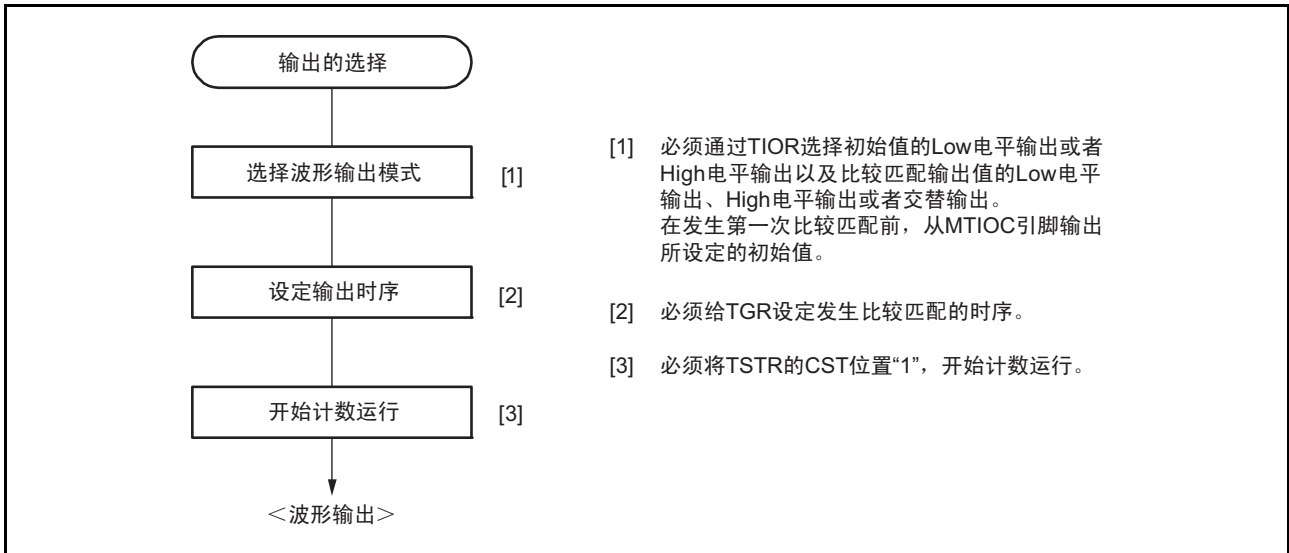 输出的选择
选择波形输出模式
[1]
设定输出时序
[2]
开始计数运行
[3]
＜波形输出＞
[1] 必须通过TIOR选择初始值的Low电平输出或者
High电平输出以及比较匹配输出值的Low电平
输出、High电平输出或者交替输出。
在发生第一次比较匹配前，从MTIOC引脚输出
所设定的初始值。
[2] 必须给TGR设定发生比较匹配的时序。
[3] 必须将TSTR的CST位置“1”，开始计数运行。